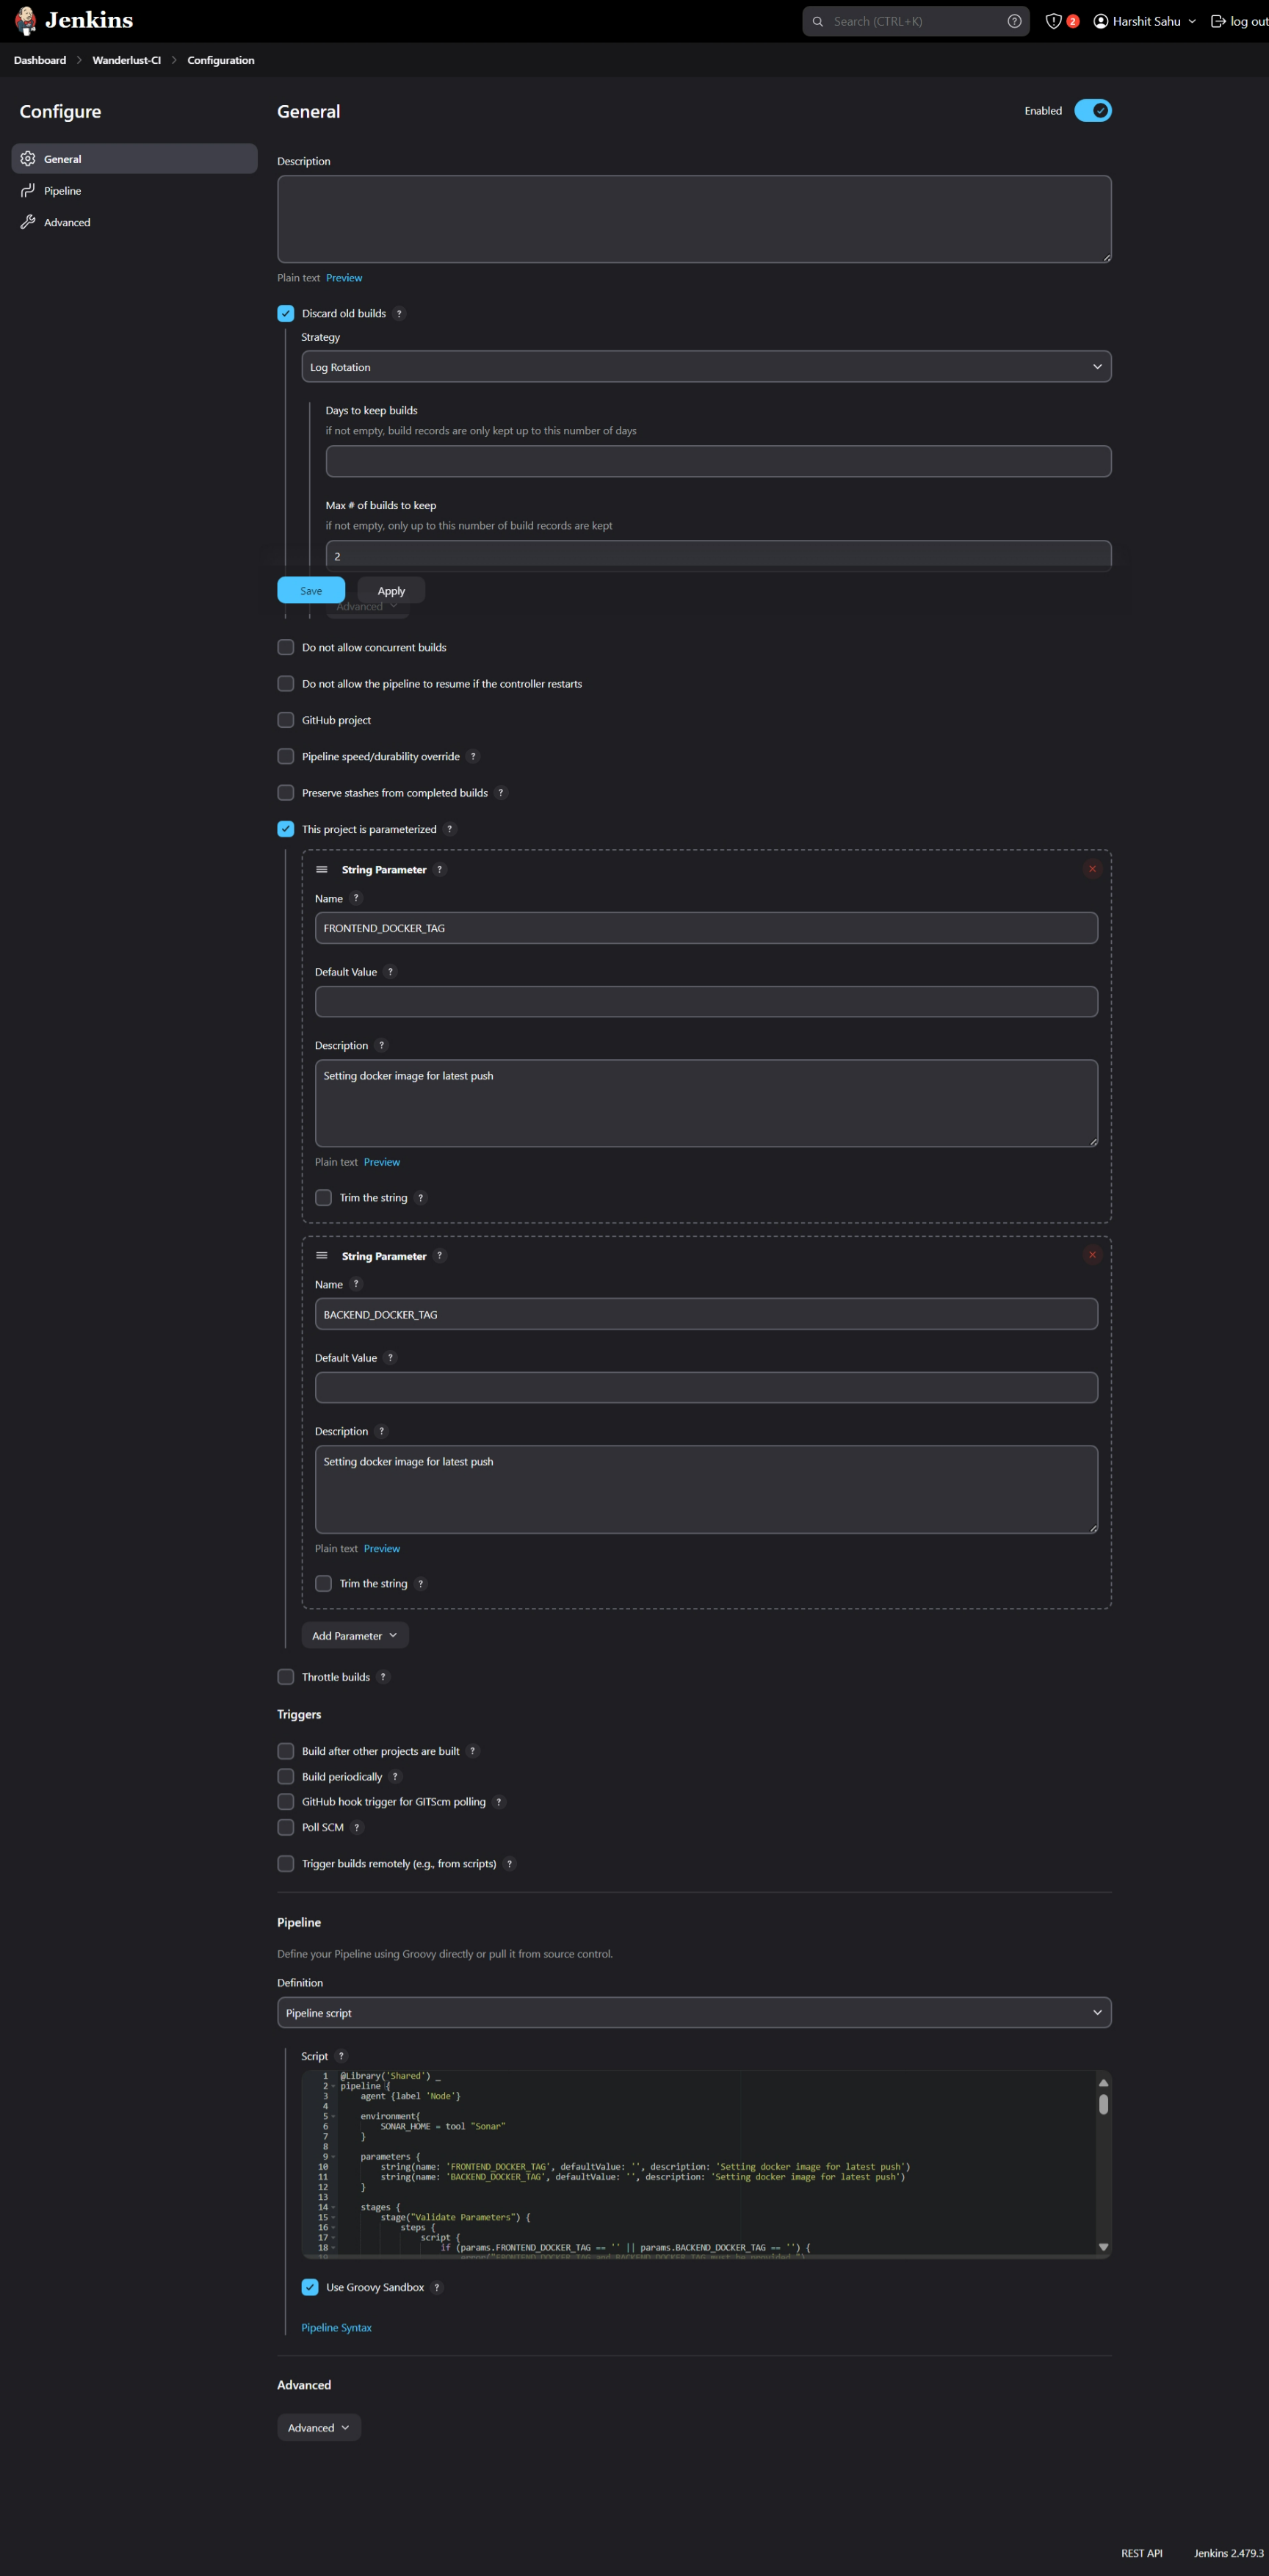 Jenkins
Search (CTRL+K)
?
2
Harshit Sahu
log out
Dashboard > Wanderlust-CI > Configuration
Configure
General
Pipeline
Advanced
General
Enabled
Description
Plain text Preview
Discard old builds ?
Strategy
Log Rotation
Days to keep builds
if not empty, build records are only kept up to this number of days
Max # of builds to keep
if not empty, only up to this number of build records are kept
2
Save
Apply
Advanced
Do not allow concurrent builds
Do not allow the pipeline to resume if the controller restarts
GitHub project
Pipeline speed/durability override ?
Preserve stashes from completed builds ?
This project is parameterized ?
String Parameter ?
Name ?
FRONTEND_DOCKER_TAG
Default Value ?
Description ?
Setting docker image for latest push
Plain text Preview
Trim the string ?
String Parameter ?
Name ?
BACKEND_DOCKER_TAG
Default Value ?
Description ?
Setting docker image for latest push
Plain text Preview
Trim the string ?
Add Parameter
Throttle builds ?
Triggers
Build after other projects are built ?
Build periodically ?
GitHub hook trigger for GITScm polling ?
Poll SCM ?
Trigger builds remotely (e.g., from scripts) ?
Pipeline
Define your Pipeline using Groovy directly or pull it from source control.
Definition
Pipeline script
Script ?
1 @Library('Shared') _
2 pipeline {
3 agent {label 'Node'}
4
5 environment{
6 SONAR_HOME = tool "Sonar"
7 }
8
9 parameters {
10 string(name: 'FRONTEND_DOCKER_TAG', defaultValue: '', description: 'Setting docker image for latest push')
11 string(name: 'BACKEND_DOCKER_TAG', defaultValue: '', description: 'Setting docker image for latest push')
12 }
13
14 stages {
15 stage("Validate Parameters") {
16 steps {
17 script {
18 if (params.FRONTEND_DOCKER_TAG == '' || params.BACKEND_DOCKER_TAG == '') {
19 error("FRONTEND_DOCKER_TAG and BACKEND_DOCKER_TAG must be provided.")
Use Groovy Sandbox ?
Pipeline Syntax
Advanced
Advanced
REST API
Jenkins 2.479.3